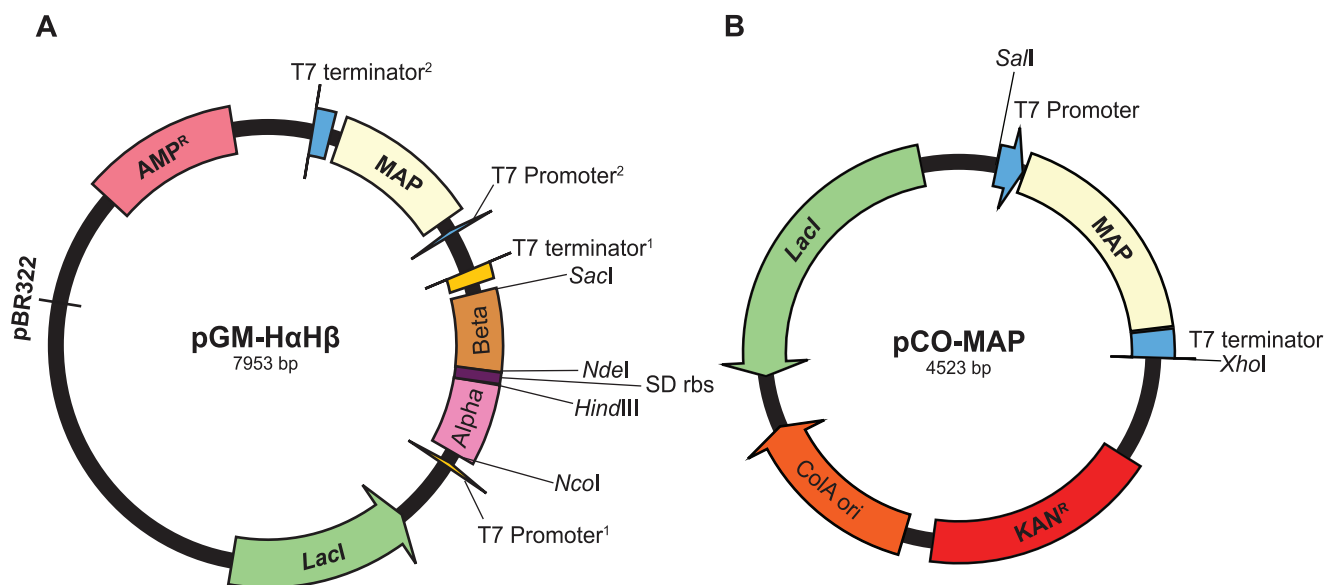 A
T7 terminator²
AMPᴿ
MAP
T7 Promoter²
T7 terminator¹
SacI
Beta
pBR322
pGM-HαHβ
7953 bp
NdeI
SD rbs
HindIII
Alpha
NcoI
T7 Promoter¹
LacI
B
SalI
T7 Promoter
LacI
MAP
pCO-MAP
4523 bp
T7 terminator
XhoI
ColA ori
KANᴿ